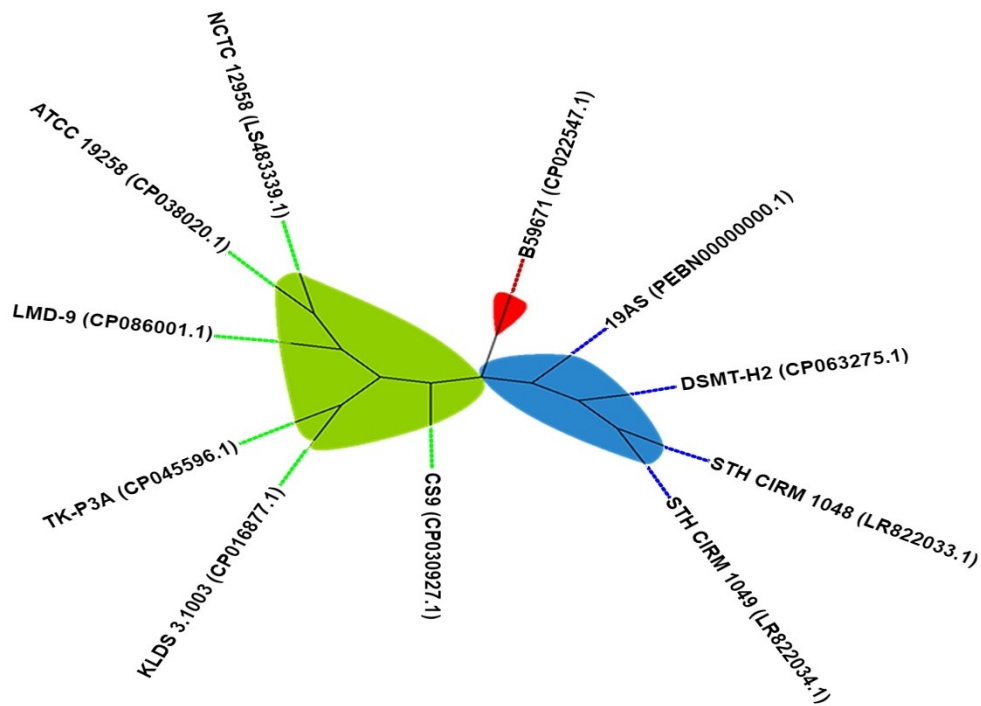 NCTC 12958 (LS483339.1)
ATCC 19258 (CP038020.1)
LMD-9 (CP086001.1)
TK-P3A (CP045596.1)
KLDS 3.1003 (CP016877.1)
CS9 (CP030927.1)
B59671 (CP022547.1)
19AS (PEBN00000000.1)
DSMT-H2 (CP063275.1)
STH CIRM 1048 (LR822033.1)
STH CIRM 1049 (LR822034.1)